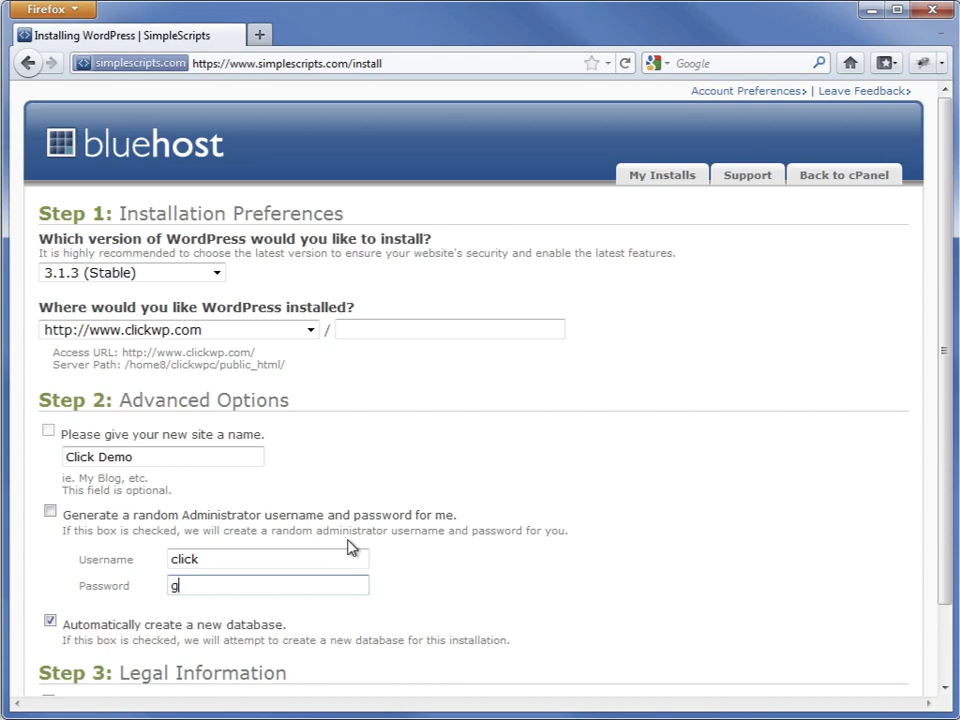 Firefox
Installing WordPress | SimpleScripts
simplescripts.com https://www.simplescripts.com/install
Google
Account Preferences | Leave Feedback
bluehost
My Installs
Support
Back to cPanel
Step 1: Installation Preferences
Which version of WordPress would you like to install?
It is highly recommended to choose the latest version to ensure your website's security and enable the latest features.
3.1.3 (Stable)
Where would you like WordPress installed?
http://www.clickwp.com /
Access URL: http://www.clickwp.com/
Server Path: /home8/clickwpc/public_html/
Step 2: Advanced Options
Please give your new site a name.
Click Demo
ie. My Blog, etc.
This field is optional.
Generate a random Administrator username and password for me.
If this box is checked, we will create a random administrator username and password for you.
Username click
Password g
Automatically create a new database.
If this box is checked, we will attempt to create a new database for this installation.
Step 3: Legal Information